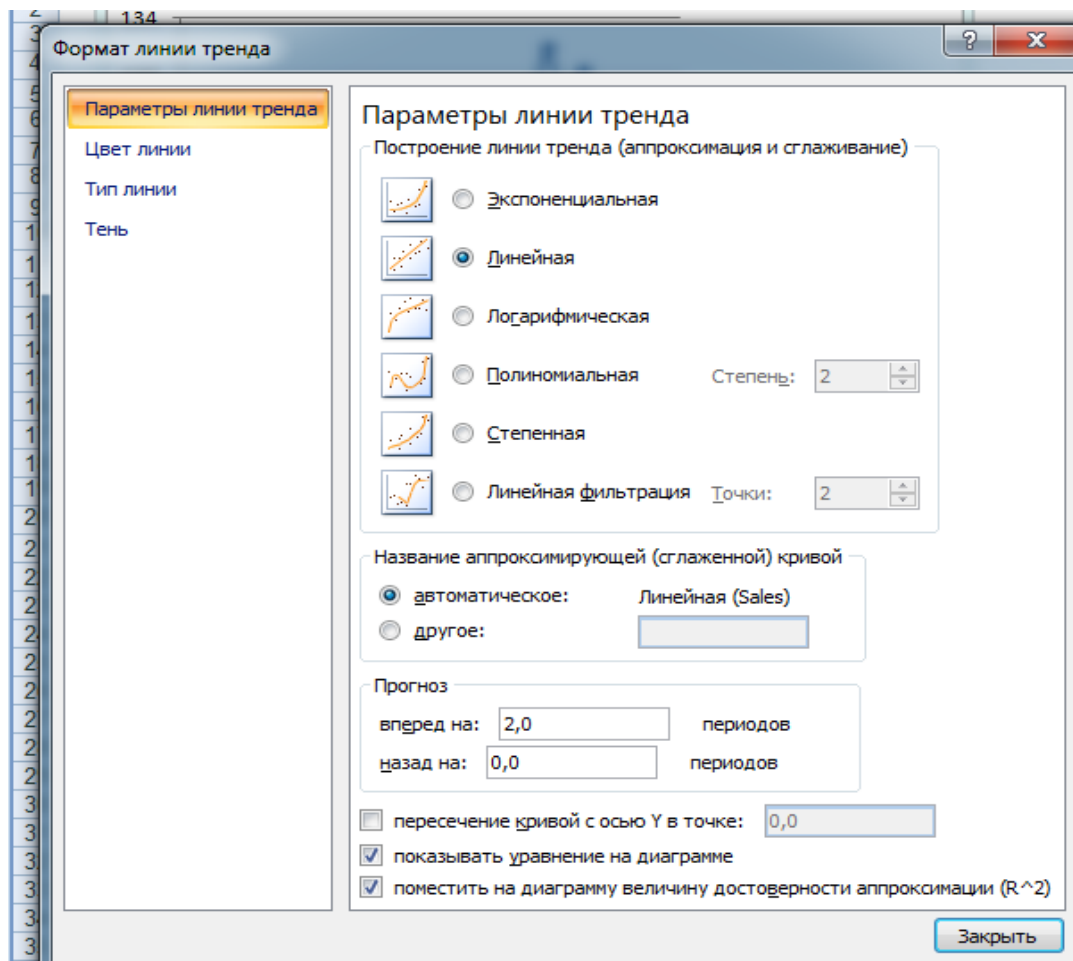 134
Формат линии тренда
Параметры линии тренда
Цвет линии
Тип линии
Тень
Параметры линии тренда
Построение линии тренда (аппроксимация и сглаживание)
Экспоненциальная
Линейная
Логарифмическая
Полиномиальная Степень: 2
Степенная
Линейная фильтрация Точки: 2
Название аппроксимирующей (сглаженной) кривой
автоматическое: Линейная (Sales)
другое:
Прогноз
вперед на: 2,0 периодов
назад на: 0,0 периодов
пересечение кривой с осью Y в точке: 0,0
показывать уравнение на диаграмме
поместить на диаграмму величину достоверности аппроксимации (R^2)
Закрыть